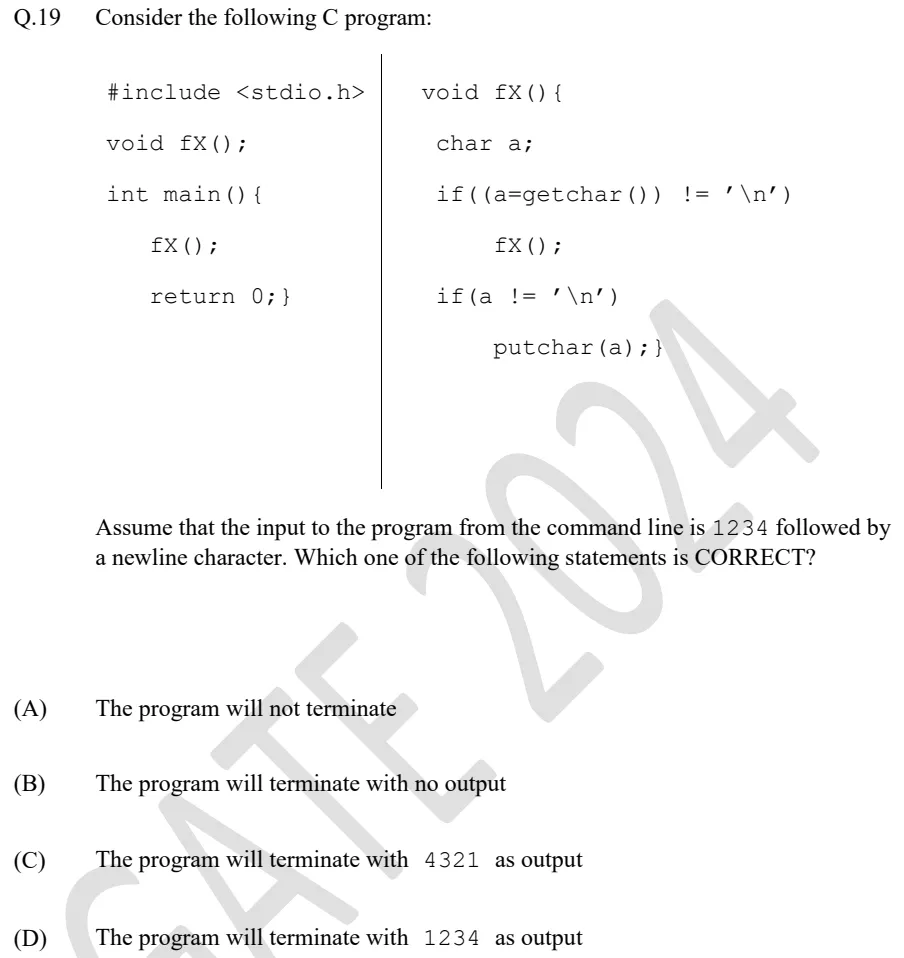 Q.19 Consider the following C program:
#include <stdio.h>
void fX();
int main(){
fX();
return 0;}
void fX(){
char a;
if((a=getchar()) != '\n')
fX();
if(a != '\n')
putchar(a);}
Assume that the input to the program from the command line is 1234 followed by
a newline character. Which one of the following statements is CORRECT?
(A) The program will not terminate
(B) The program will terminate with no output
(C) The program will terminate with 4321 as output
(D) The program will terminate with 1234 as output
GATE 2024